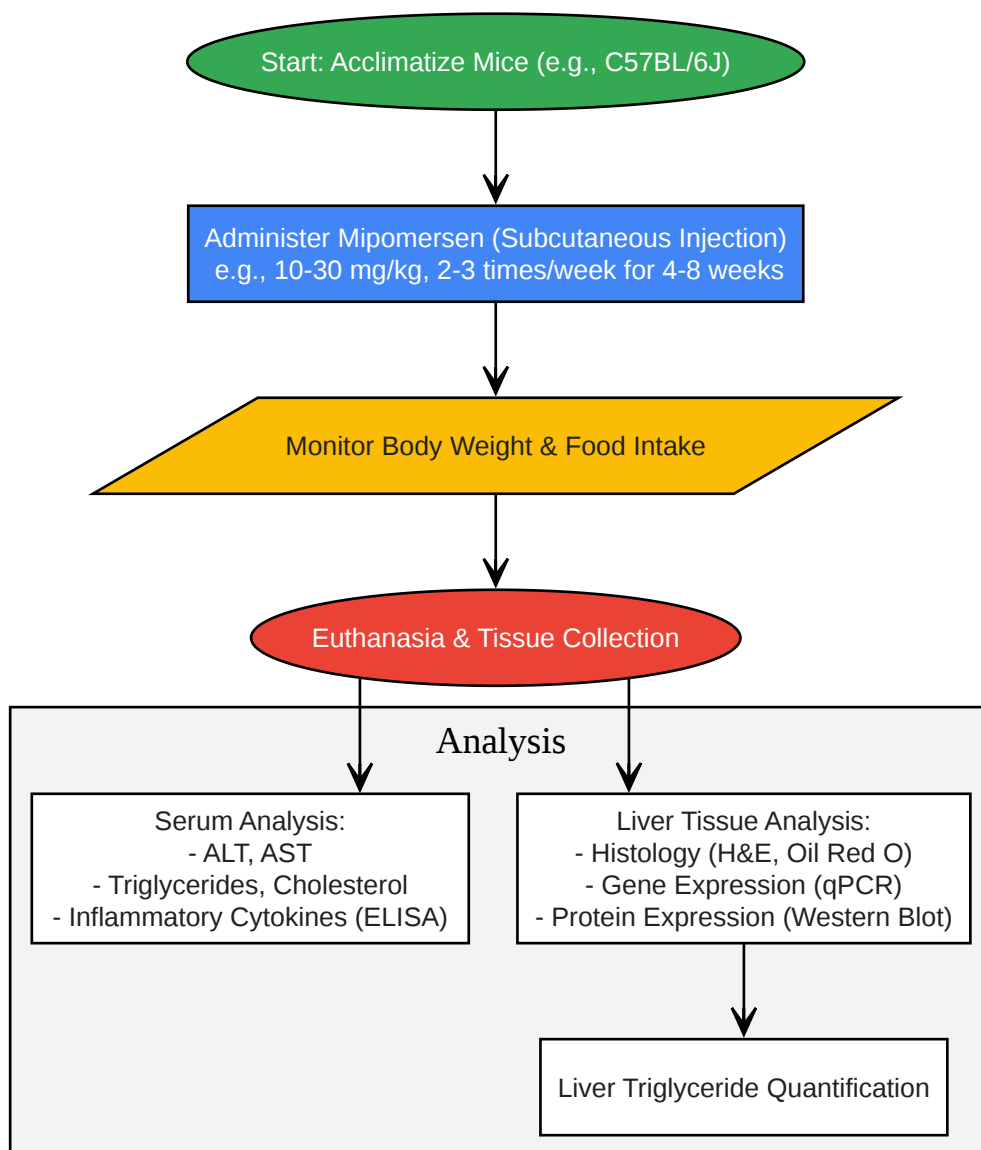 Start: Acclimatize Mice (e.g., C57BL/6J)
Administer Mipomersen (Subcutaneous Injection)
e.g., 10-30 mg/kg, 2-3 times/week for 4-8 weeks
Monitor Body Weight & Food Intake
Euthanasia & Tissue Collection
Analysis
Serum Analysis:
- ALT, AST
- Triglycerides, Cholesterol
- Inflammatory Cytokines (ELISA)
Liver Tissue Analysis:
- Histology (H&E, Oil Red O)
- Gene Expression (qPCR)
- Protein Expression (Western Blot)
Liver Triglyceride Quantification